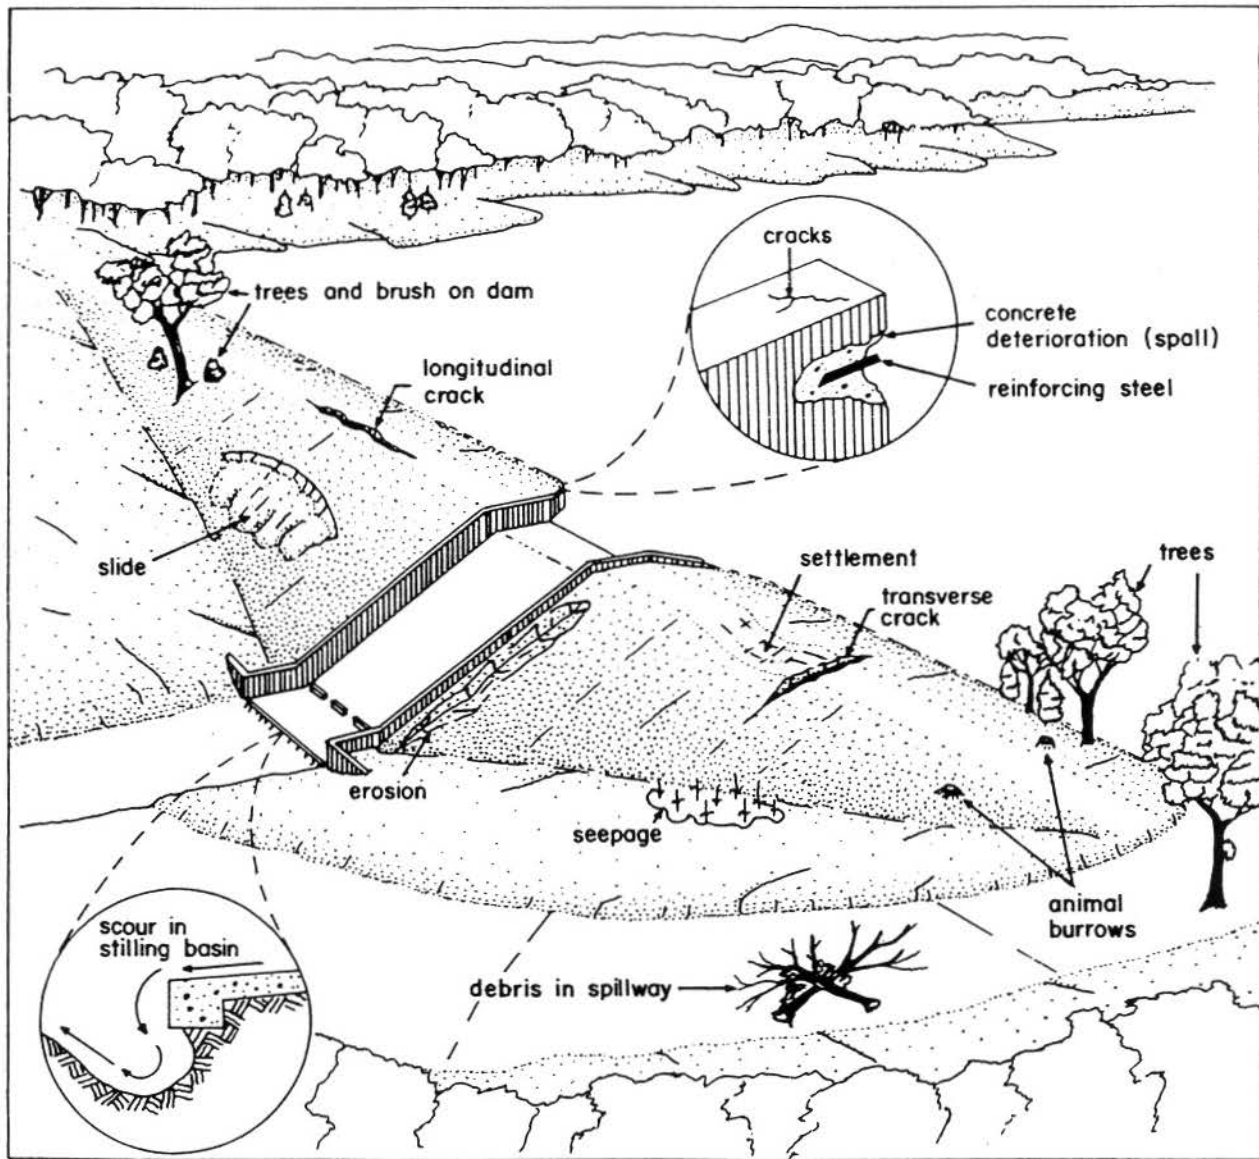 cracks
trees and brush on dam
concrete
deterioration (spall)
longitudinal
crack
reinforcing steel
slide
settlement
trees
transverse
crack
erosion
seepage
animal
burrows
scour in
stilling basin
debris in spillway